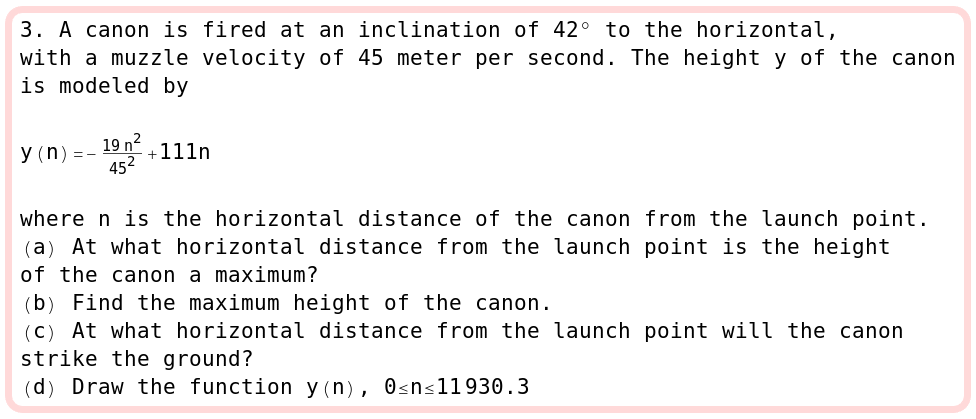 3. A canon is fired at an inclination of 42° to the horizontal,
with a muzzle velocity of 45 meter per second. The height y of the canon
is modeled by
y(n)=-\frac{19n^2}{45^2}+111n
where n is the horizontal distance of the canon from the launch point.
(a) At what horizontal distance from the launch point is the height
of the canon a maximum?
(b) Find the maximum height of the canon.
(c) At what horizontal distance from the launch point will the canon
strike the ground?
(d) Draw the function y(n), 0≤n≤11930.3